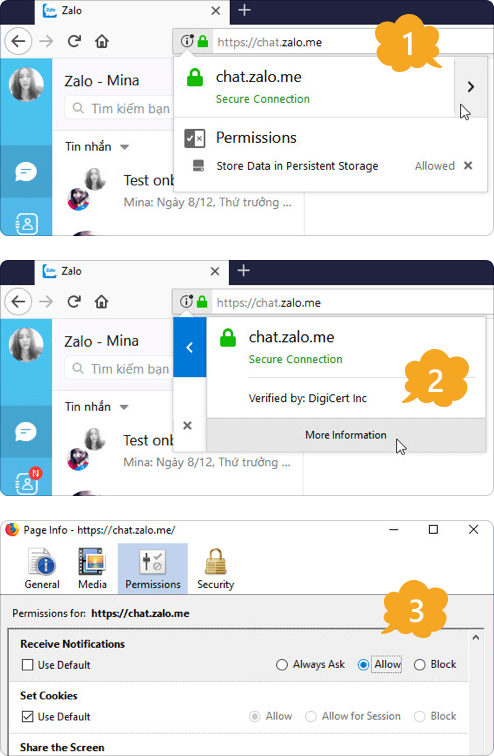 Zalo
https://chat.zalo.me
1
Zalo - Mina
Tìm kiếm bạn
Tin nhắn
Test onb
Mina: Ngày 8/12, Thứ trưởng ...
chat.zalo.me
Secure Connection
Permissions
Store Data in Persistent Storage Allowed
Zalo
https://chat.zalo.me
Zalo - Mina
Tìm kiếm bạn
Tin nhắn
Test onb
Mina: Ngày 8/12, Thứ trưởng ...
N
chat.zalo.me
Secure Connection
2
Verified by: DigiCert Inc
More Information
Page Info - https://chat.zalo.me/
General Media Permissions Security
3
Permissions for: https://chat.zalo.me
Receive Notifications
Use Default Always Ask Allow Block
Set Cookies
Use Default Allow Allow for Session Block
Share the Screen